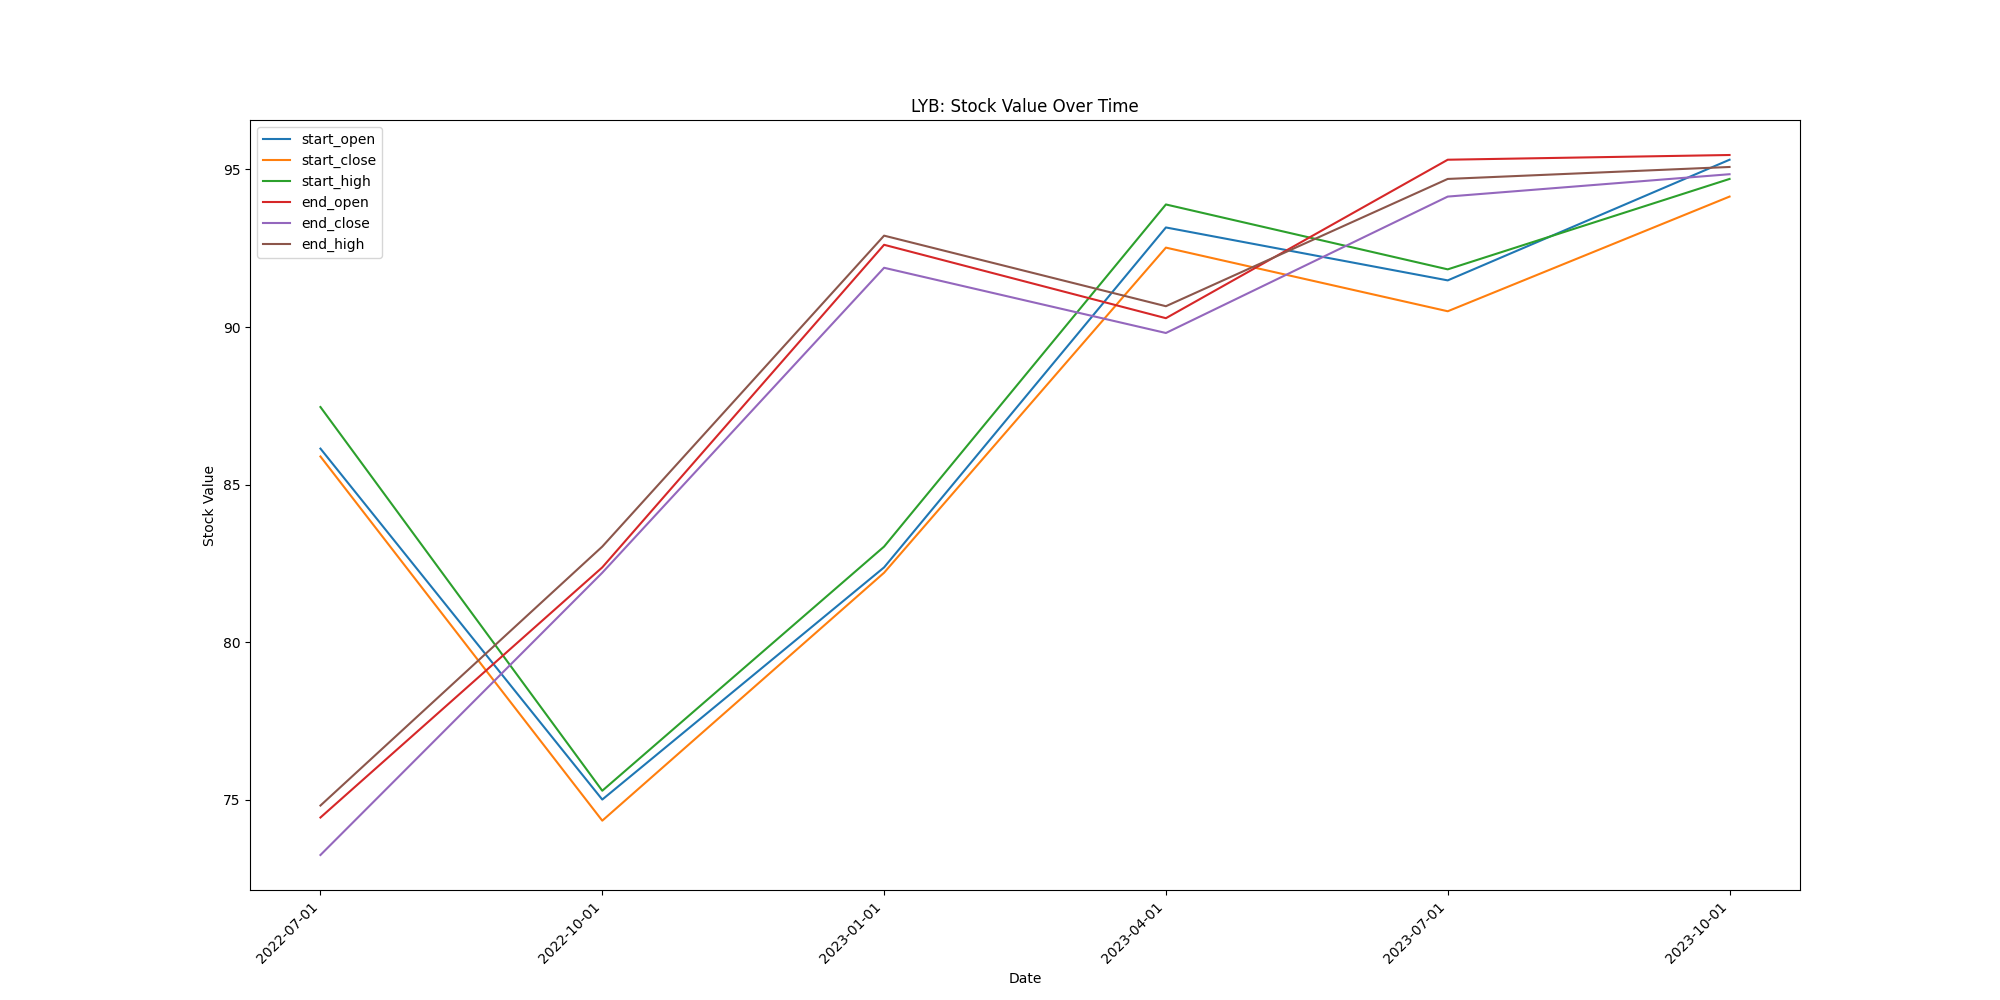 LYB: Stock Value Over Time
start_open
start_close
start_high
end_open
end_close
end_high
Stock Value
95
90
85
80
75
2022-07-01
2022-10-01
2023-01-01
2023-04-01
2023-07-01
2023-10-01
Date